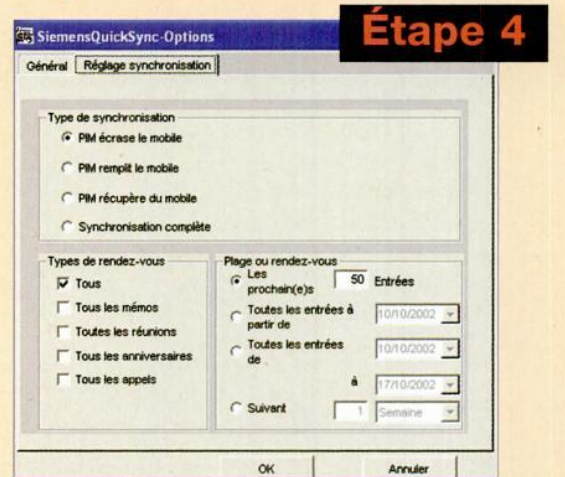 Étape 4
SiemensQuickSync-Options
Général Réglage synchronisation
Type de synchronisation
PIM écrase le mobile
PIM remplit le mobile
PIM récupère du mobile
Synchronisation complète
Types de rendez-vous
Tous
Tous les mémos
Toutes les réunions
Tous les anniversaires
Tous les appels
Plage ou rendez-vous
Les
prochain(e)s 50 Entrées
Toutes les entrées à
partir de 10/10/2002
Toutes les entrées
de 10/10/2002
à 17/10/2002
Suivant 1 Semaine
OK Annuler